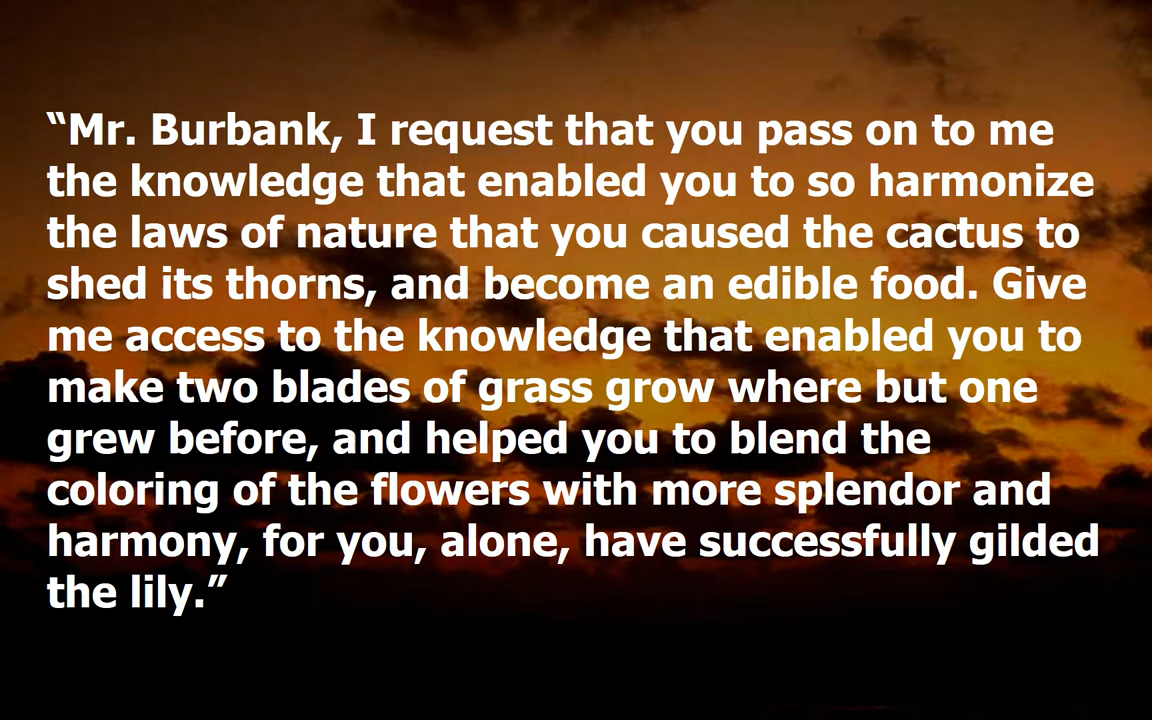 “Mr. Burbank, I request that you pass on to me
the knowledge that enabled you to so harmonize
the laws of nature that you caused the cactus to
shed its thorns, and become an edible food. Give
me access to the knowledge that enabled you to
make two blades of grass grow where but one
grew before, and helped you to blend the
coloring of the flowers with more splendor and
harmony, for you, alone, have successfully gilded
the lily.”